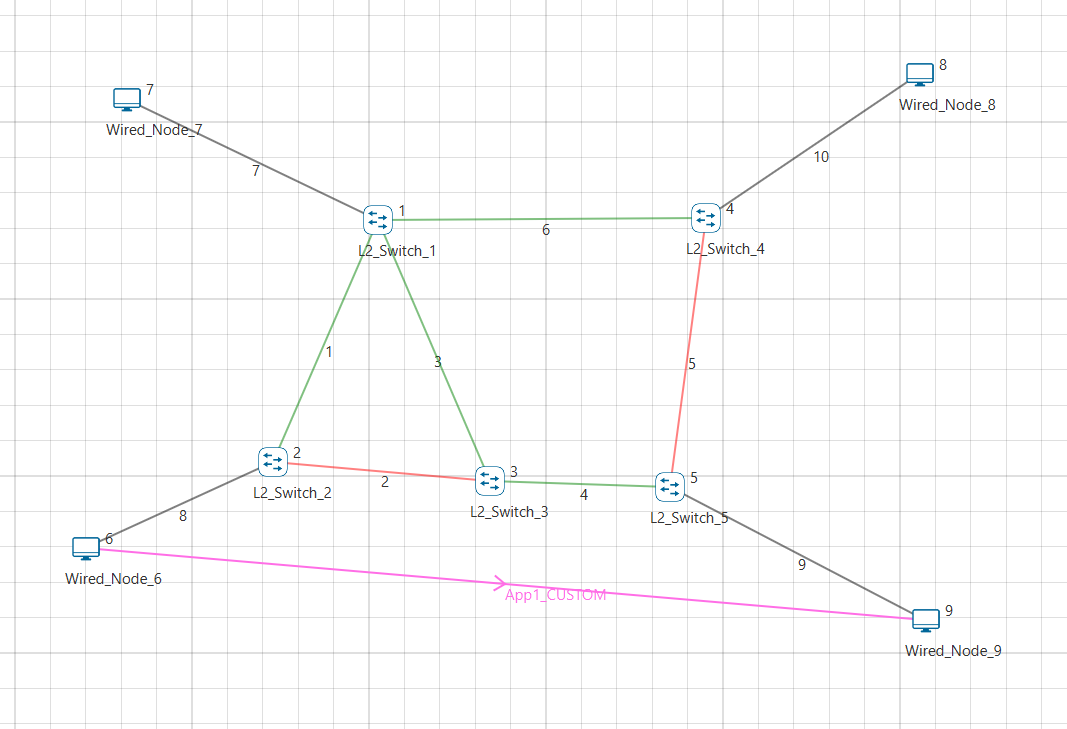 8
7
Wired_Node_8
Wired_Node_7
10
7
1
4
6
L2_Switch_1
L2_Switch_4
1
3
5
2
3
5
2
L2_Switch_2
4
L2_Switch_3
8
L2_Switch_5
6
9
Wired_Node_6
App1_CUSTOM
9
Wired_Node_9